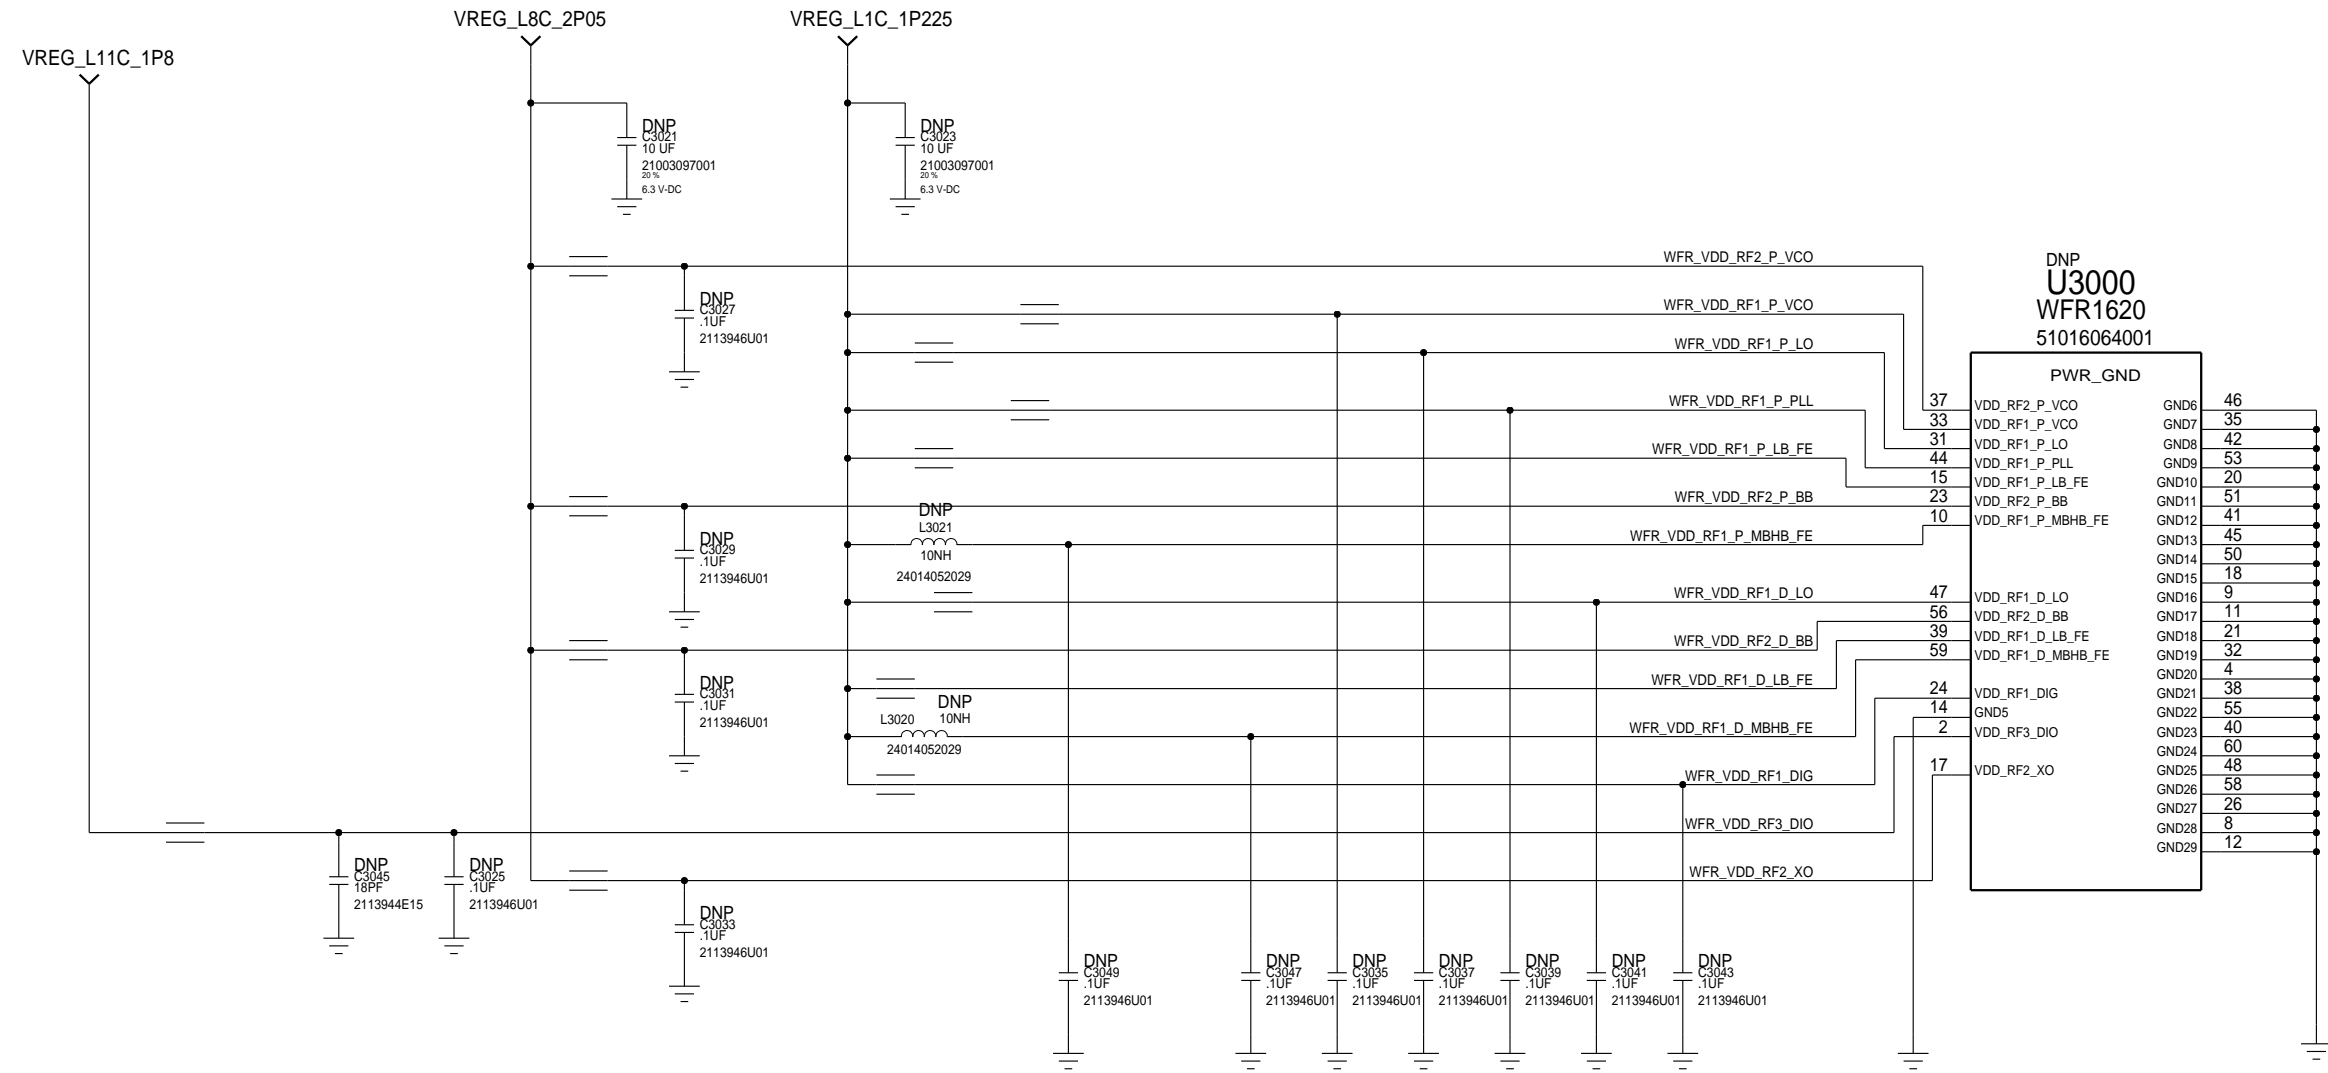 VREG_L8C_2P05
VREG_L1C_1P225
VREG_L11C_1P8
DNP
C3021
10 UF
21003097001
20 %
6.3 V-DC
DNP
C3023
10 UF
21003097001
20 %
6.3 V-DC
WFR_VDD_RF2_P_VCO
DNP
C3027
.1UF
2113946U01
WFR_VDD_RF1_P_VCO
WFR_VDD_RF1_P_LO
WFR_VDD_RF1_P_PLL
WFR_VDD_RF1_P_LB_FE
WFR_VDD_RF2_P_BB
DNP
L3021
10NH
24014052029
WFR_VDD_RF1_P_MBHB_FE
DNP
C3029
.1UF
2113946U01
WFR_VDD_RF1_D_LO
WFR_VDD_RF2_D_BB
DNP
C3031
.1UF
2113946U01
WFR_VDD_RF1_D_LB_FE
DNP
L3020
10NH
24014052029
WFR_VDD_RF1_D_MBHB_FE
WFR_VDD_RF1_DIG
WFR_VDD_RF3_DIO
DNP
C3045
18PF
2113944E15
DNP
C3025
.1UF
2113946U01
WFR_VDD_RF2_XO
DNP
C3033
.1UF
2113946U01
DNP
C3049
.1UF
2113946U01
DNP
C3047
.1UF
2113946U01
DNP
C3035
.1UF
2113946U01
DNP
C3037
.1UF
2113946U01
DNP
C3039
.1UF
2113946U01
DNP
C3041
.1UF
2113946U01
DNP
C3043
.1UF
2113946U01
DNP
U3000
WFR1620
51016064001
PWR_GND
37 VDD_RF2_P_VCO
33 VDD_RF1_P_VCO
31 VDD_RF1_P_LO
44 VDD_RF1_P_PLL
15 VDD_RF1_P_LB_FE
23 VDD_RF2_P_BB
10 VDD_RF1_P_MBHB_FE
47 VDD_RF1_D_LO
56 VDD_RF2_D_BB
39 VDD_RF1_D_LB_FE
59 VDD_RF1_D_MBHB_FE
24 VDD_RF1_DIG
14 GND5
2 VDD_RF3_DIO
17 VDD_RF2_XO
GND6 46
GND7 35
GND8 42
GND9 53
GND10 20
GND11 51
GND12 41
GND13 45
GND14 50
GND15 18
GND16 9
GND17 11
GND18 21
GND19 32
GND20 4
GND21 38
GND22 55
GND23 40
GND24 60
GND25 48
GND26 58
GND27 26
GND28 8
GND29 12